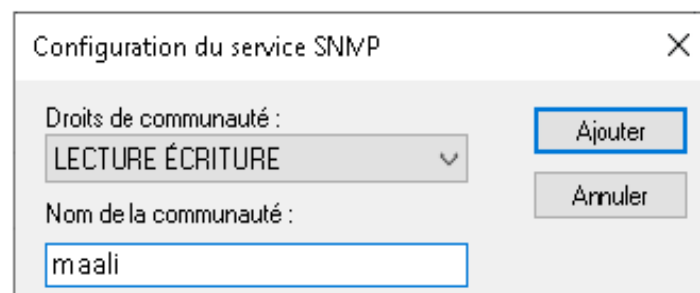 Configuration du service SNMP
Droits de communauté :
LECTURE ÉCRITURE
Ajouter
Annuler
Nom de la communauté :
maali